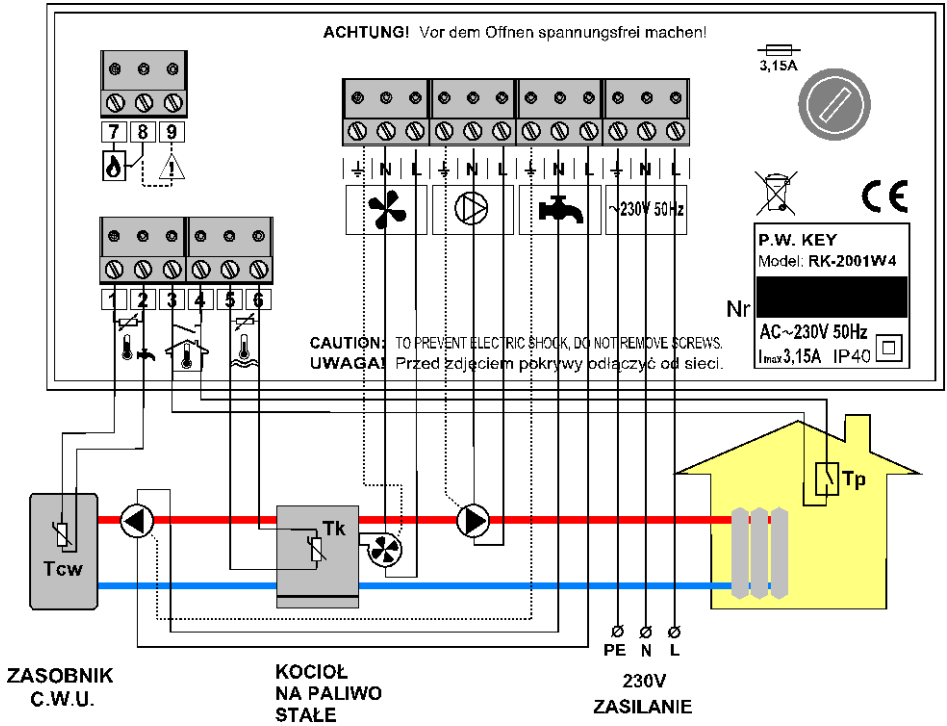 ACHTUNG! Vor dem Offnen spannungsfrei machen!
3,15A
7 8 9
N L N L N L N L
~230V 50Hz
P.W. KEY
Model: RK-2001W4
Nr
AC~230V 50Hz
Imax3,15A IP40
1 2 3 4 5 6
CAUTION: TO PREVENT ELECTRIC SHOCK, DO NOT REMOVE SCREWS.
UWAGA! Przed zdjęciem pokrywy odłączyć od sieci.
Tp
Tk
Tcw
PE N L
230V
ZASILANIE
ZASOBNIK
C.W.U.
KOCIOŁ
NA PALIWO
STAŁE